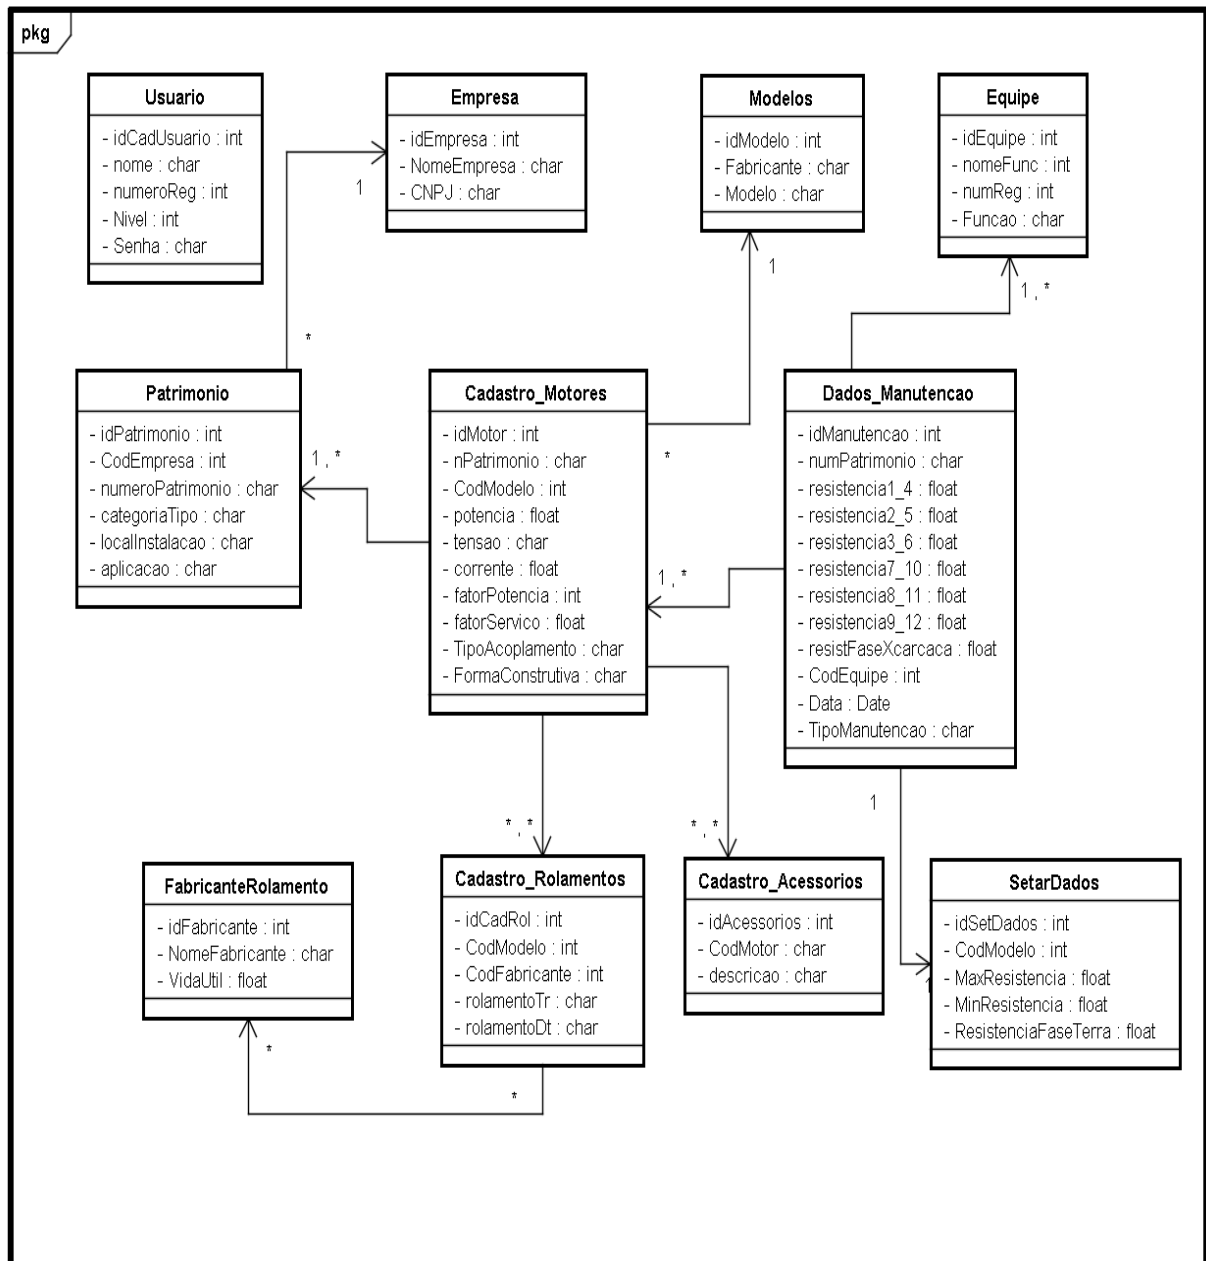 pkg
Usuario
- idCadUsuario : int
- nome : char
- numeroReg : int
- Nivel : int
- Senha : char
Empresa
- idEmpresa : int
- NomeEmpresa : char
- CNPJ : char
Modelos
- idModelo : int
- Fabricante : char
- Modelo : char
Equipe
- idEquipe : int
- nomeFunc : int
- numReg : int
- Funcao : char
1
*
1
1 , *
Patrimonio
- idPatrimonio : int
- CodEmpresa : int
- numeroPatrimonio : char
- categoriaTipo : char
- localInstalacao : char
- aplicacao : char
1 , *
Cadastro_Motores
- idMotor : int
- nPatrimonio : char
- CodModelo : int
- potencia : float
- tensao : char
- corrente : float
- fatorPotencia : int
- fatorServico : float
- TipoAcoplamento : char
- FormaConstrutiva : char
*
1 , *
Dados_Manutencao
- idManutencao : int
- numPatrimonio : char
- resistencia1_4 : float
- resistencia2_5 : float
- resistencia3_6 : float
- resistencia7_10 : float
- resistencia8_11 : float
- resistencia9_12 : float
- resistFaseXcarcaca : float
- CodEquipe : int
- Data : Date
- TipoManutencao : char
* , *
* , *
1
FabricanteRolamento
- idFabricante : int
- NomeFabricante : char
- VidaUtil : float
Cadastro_Rolamentos
- idCadRol : int
- CodModelo : int
- CodFabricante : int
- rolamentoTr : char
- rolamentoDt : char
Cadastro_Acessorios
- idAcessorios : int
- CodMotor : char
- descricao : char
SetarDados
- idSetDados : int
- CodModelo : int
- MaxResistencia : float
- MinResistencia : float
- ResistenciaFaseTerra : float
*
*